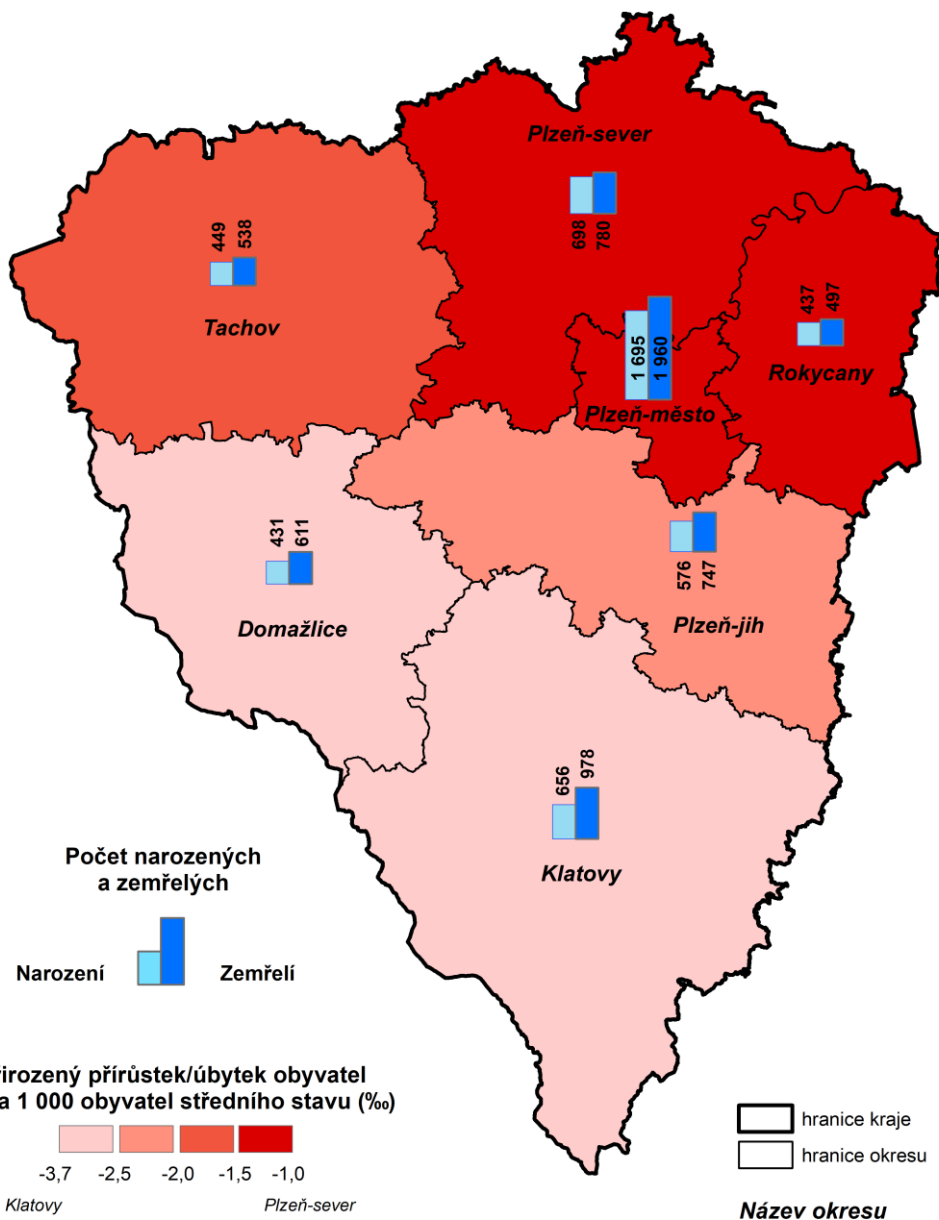 Plzeň-sever
698
780
449
538
Tachov
437
497
Rokycany
1 695
1 960
Plzeň-město
431
611
Domažlice
576
747
Plzeň-jih
656
978
Klatovy
Počet narozených
a zemřelých
Narození
Zemřelí
irozený přírůstek/úbytek obyvatel
a 1 000 obyvatel středního stavu (‰)
-3,7 -2,5 -2,0 -1,5 -1,0
Klatovy Plzeň-sever
hranice kraje
hranice okresu
Název okresu